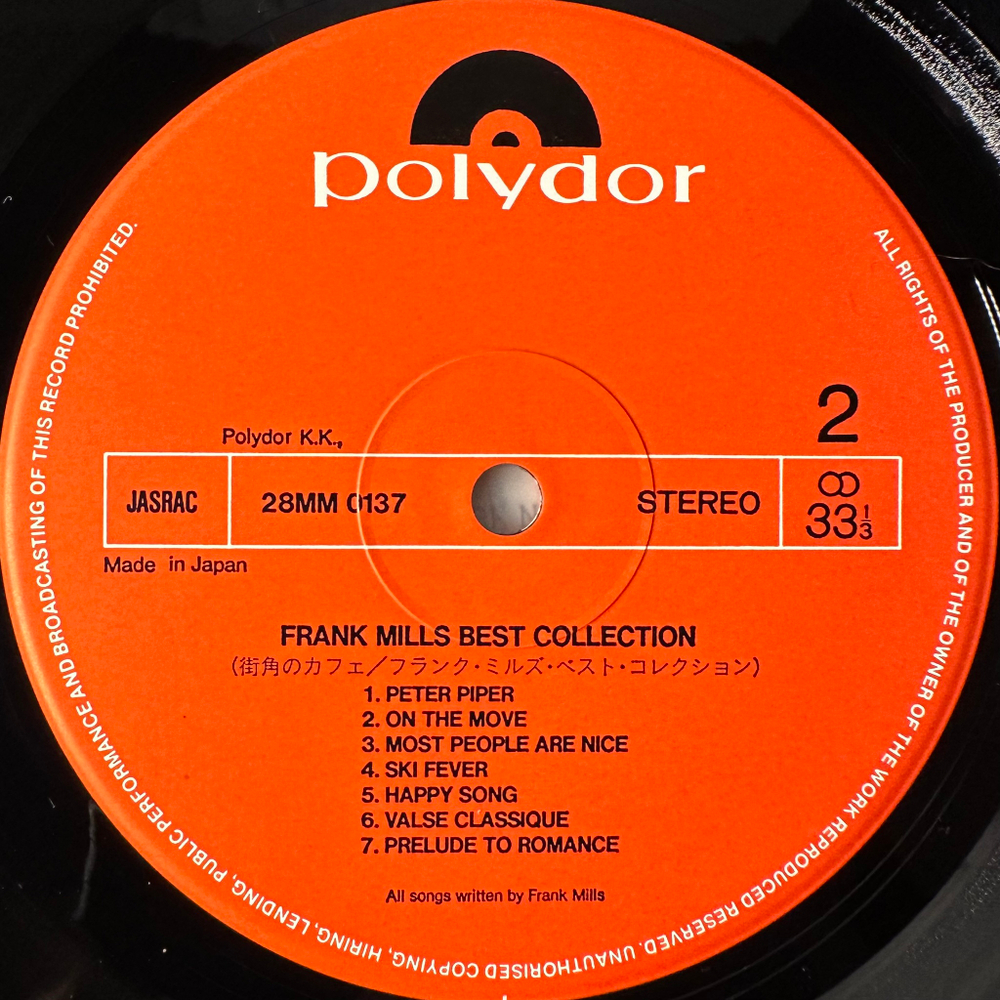 polydor
ALL RIGHTS OF THE PRODUCER AND OF THE OWNER OF THE WORK REPRODUCED RESERVED. UNAUTHORISED COPYING, HIRING, LENDING, PUBLIC PERFORMANCE AND BROADCASTING OF THIS RECORD PROHIBITED.
2
Polydor K.K.,
JASRAC 28MM 0137 STEREO 33⅓
Made in Japan
FRANK MILLS BEST COLLECTION
(街角のカフェ/フランク・ミルズ・ベスト・コレクション)
1. PETER PIPER
2. ON THE MOVE
3. MOST PEOPLE ARE NICE
4. SKI FEVER
5. HAPPY SONG
6. VALSE CLASSIQUE
7. PRELUDE TO ROMANCE
All songs written by Frank Mills